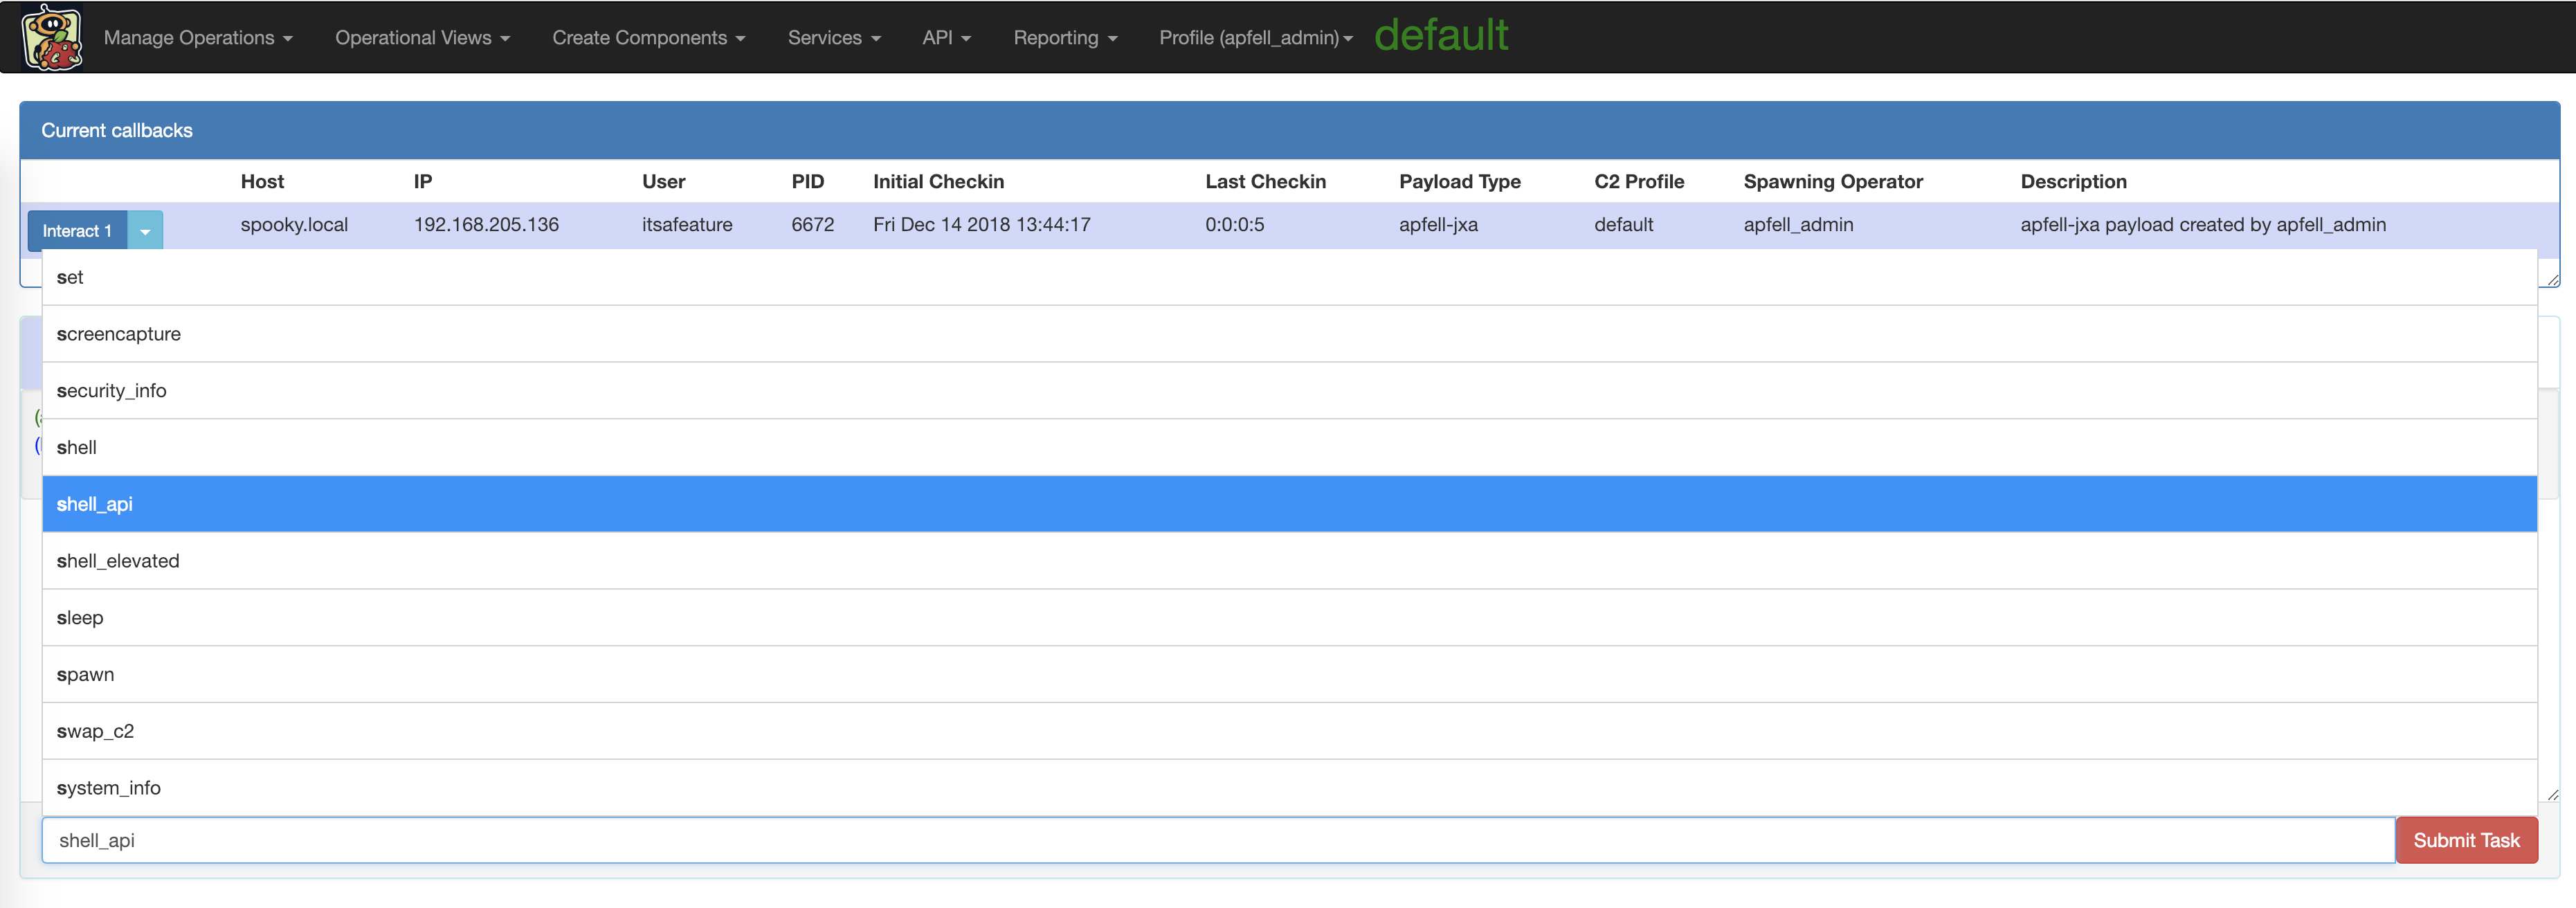 Manage Operations Operational Views Create Components Services API Reporting Profile (apfell_admin) default
Current callbacks
Host IP User PID Initial Checkin Last Checkin Payload Type C2 Profile Spawning Operator Description
Interact 1 spooky.local 192.168.205.136 itsafeature 6672 Fri Dec 14 2018 13:44:17 0:0:0:5 apfell-jxa default apfell_admin apfell-jxa payload created by apfell_admin
set
screencapture
security_info
shell
shell_api
shell_elevated
sleep
spawn
swap_c2
system_info
shell_api Submit Task